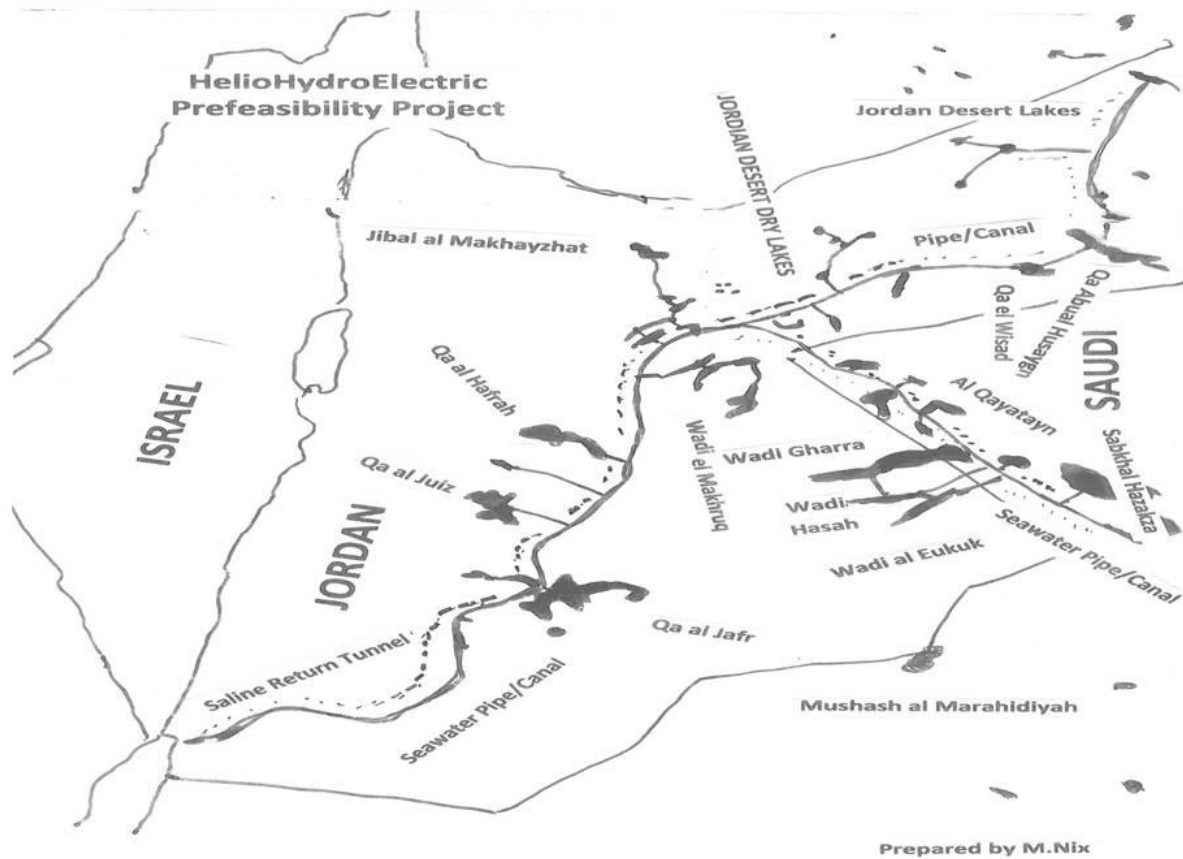 HelioHydroElectric
Prefeasibility Project
JORDIAN DESERT DRY LAKES
Jordan Desert Lakes
Jibal al Makhayzhat
Pipe/Canal
Qa el Wisad
Qa Abual Husaygn
SAUDI
ISRAEL
Qa al Hafrah
Qa al Juiz
Wadi el Makhruq
Al Qayatayn
Wadi Gharra
Sabkhal Hazakza
Wadi
Hasah
Wadi al Eukuk
Seawater Pipe/Canal
JORDAN
Saline Return Tunnel
Seawater Pipe/Canal
Qa al Jafr
Mushash al Marahidiyah
Prepared by M.Nix